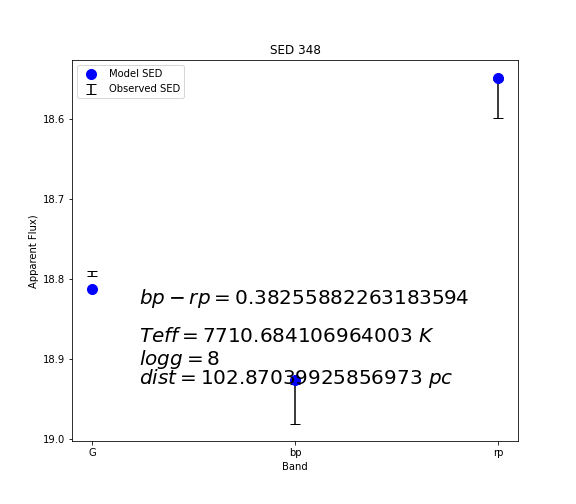 SED 348
Model SED
Observed SED
18.6
18.7
18.8
18.9
19.0
Apparent Flux)
bp − rp = 0.38255882263183594
Teff = 7710.684106964003 K
logg = 8
dist = 102.87039925856973 pc
G
bp
rp
Band